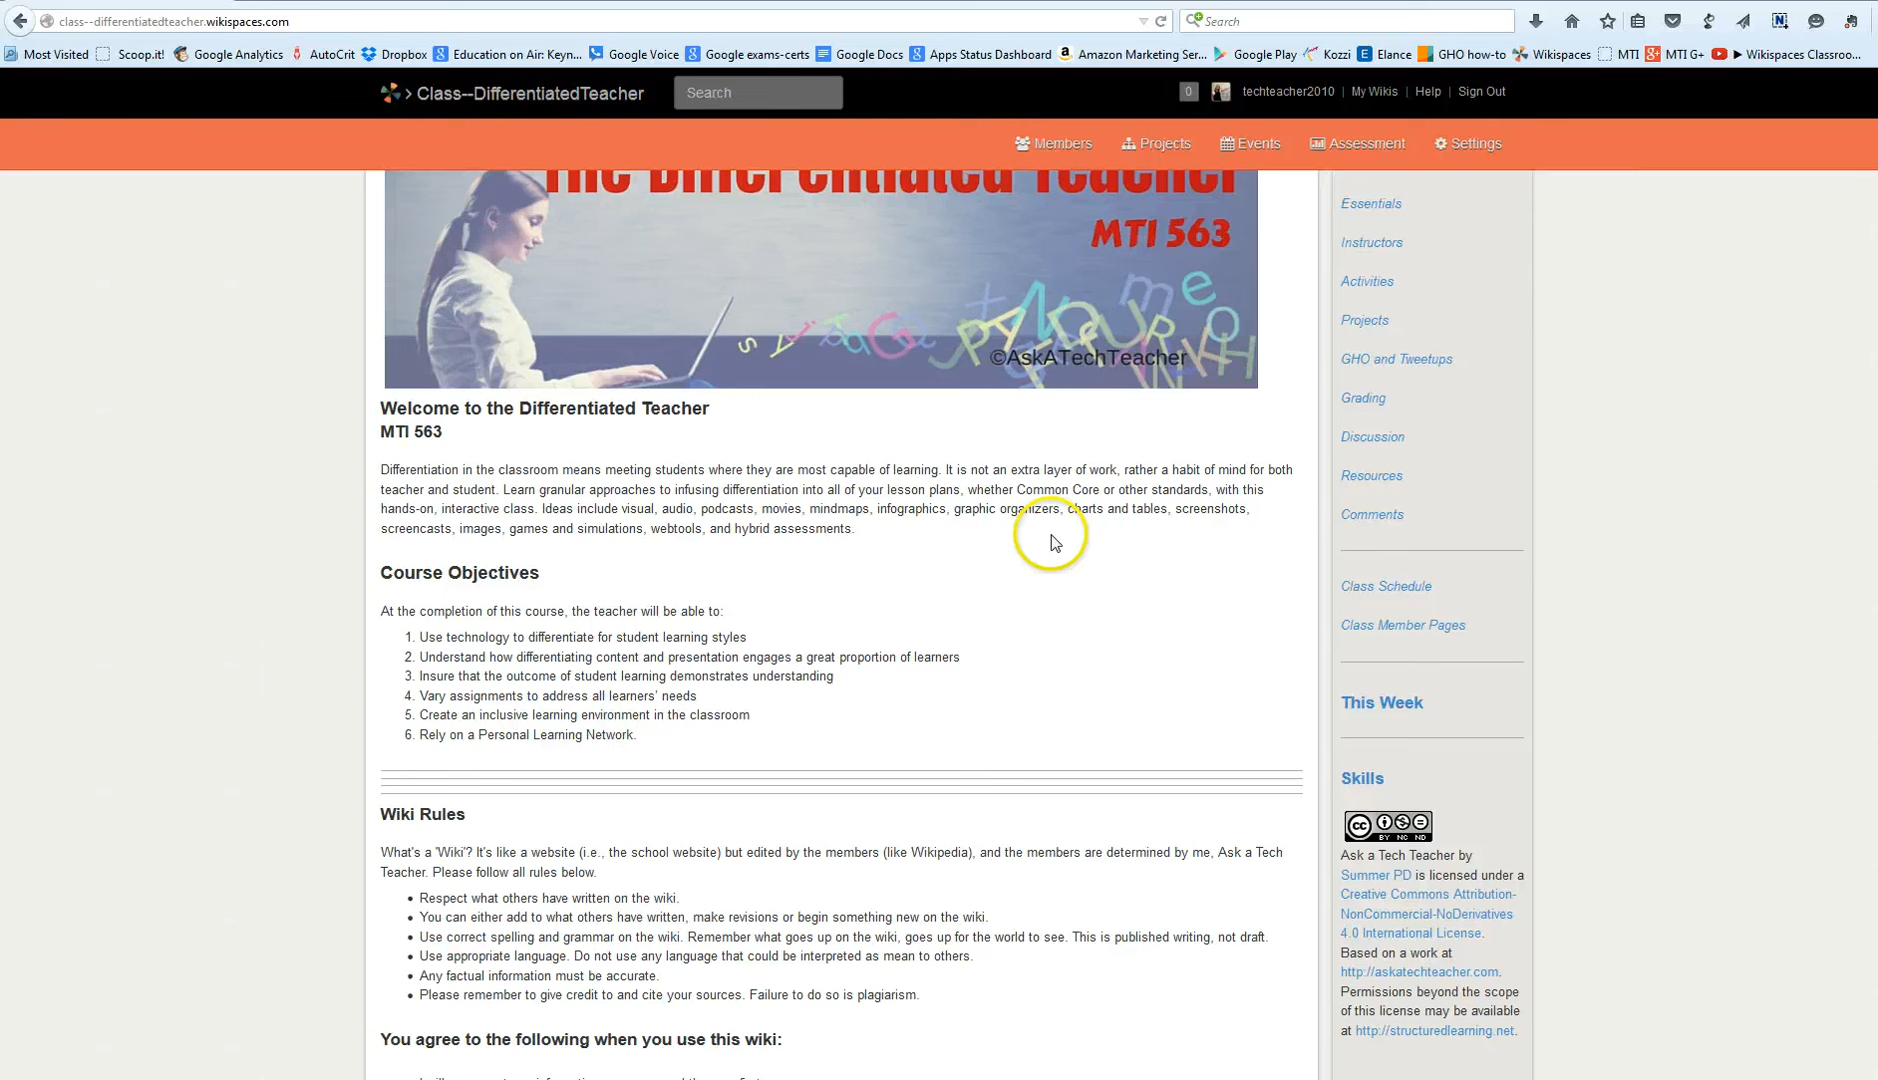 class--differentiatedteacher.wikispaces.com
Search
Most Visited Scoop.it! Google Analytics AutoCrit Dropbox Education on Air: Keyn... Google Voice Google exams-certs Google Docs Apps Status Dashboard Amazon Marketing Ser... Google Play Kozzi Elance GHO how-to Wikispaces MTI MTI G+ ▶ Wikispaces Classroo...
Class--DifferentiatedTeacher
Search
0 techteacher2010 | My Wikis | Help | Sign Out
Members Projects Events Assessment Settings
The Differentiated Teacher
MTI 563
©AskATechTeacher
Welcome to the Differentiated Teacher
MTI 563
Differentiation in the classroom means meeting students where they are most capable of learning. It is not an extra layer of work, rather a habit of mind for both
teacher and student. Learn granular approaches to infusing differentiation into all of your lesson plans, whether Common Core or other standards, with this
hands-on, interactive class. Ideas include visual, audio, podcasts, movies, mindmaps, infographics, graphic organizers, charts and tables, screenshots,
screencasts, images, games and simulations, webtools, and hybrid assessments.
Course Objectives
At the completion of this course, the teacher will be able to:
1. Use technology to differentiate for student learning styles
2. Understand how differentiating content and presentation engages a great proportion of learners
3. Insure that the outcome of student learning demonstrates understanding
4. Vary assignments to address all learners' needs
5. Create an inclusive learning environment in the classroom
6. Rely on a Personal Learning Network.
Wiki Rules
What's a 'Wiki'? It's like a website (i.e., the school website) but edited by the members (like Wikipedia), and the members are determined by me, Ask a Tech
Teacher. Please follow all rules below.
• Respect what others have written on the wiki.
• You can either add to what others have written, make revisions or begin something new on the wiki.
• Use correct spelling and grammar on the wiki. Remember what goes up on the wiki, goes up for the world to see. This is published writing, not draft.
• Use appropriate language. Do not use any language that could be interpreted as mean to others.
• Any factual information must be accurate.
• Please remember to give credit to and cite your sources. Failure to do so is plagiarism.
You agree to the following when you use this wiki:
Essentials
Instructors
Activities
Projects
GHO and Tweetups
Grading
Discussion
Resources
Comments
Class Schedule
Class Member Pages
This Week
Skills
CC BY NC ND
Ask a Tech Teacher by
Summer PD is licensed under a
Creative Commons Attribution-
NonCommercial-NoDerivatives
4.0 International License.
Based on a work at
http://askatechteacher.com.
Permissions beyond the scope
of this license may be available
at http://structuredlearning.net.